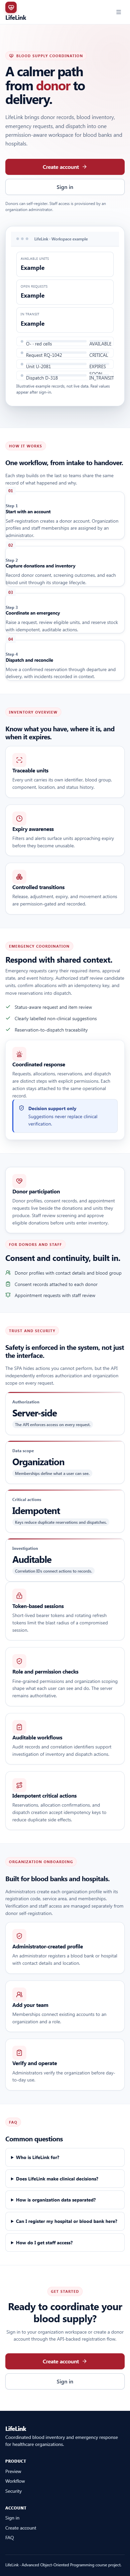 LifeLink
BLOOD SUPPLY COORDINATION
A calmer path
from donor to
delivery.
LifeLink brings donor records, blood inventory,
emergency requests, and dispatch into one
permission-aware workspace for blood banks and
hospitals.
Create account →
Sign in
Donors can self-register. Staff access is provisioned by an
organisation administrator.
LifeLink · Workspace example
AVAILABLE UNITS
Example
OPEN REQUESTS
Example
IN TRANSIT
Example
O- · red cells AVAILABLE
Request RQ-1042 CRITICAL
Unit U-2081 EXPIRES
SOON
Dispatch D-318 IN_TRANSIT
Illustrative example records, not live data. Real values
appear after sign-in.
HOW IT WORKS
One workflow, from intake to handover.
Each step builds on the last so teams share the same
record of what happened and why.
01
Step 1
Start with an account
Self-registration creates a donor account. Organization
profiles and staff memberships are assigned by an
administrator.
02
Step 2
Capture donations and inventory
Record donor consent, screening outcomes, and each
blood unit through its storage lifecycle.
03
Step 3
Coordinate an emergency
Raise a request, review eligible units, and reserve stock
with idempotent, auditable actions.
04
Step 4
Dispatch and reconcile
Move a confirmed reservation through departure and
delivery, with incidents recorded in context.
INVENTORY OVERVIEW
Know what you have, where it is, and
when it expires.
Traceable units
Every unit carries its own identifier, blood group,
component, location, and status history.
Expiry awareness
Filters and alerts surface units approaching expiry
before they become unusable.
Controlled transitions
Release, adjustment, expiry, and movement actions
are permission-gated and recorded.
EMERGENCY COORDINATION
Respond with shared context.
Emergency requests carry their required items, approval
state, and event history. Authorized staff review candidate
units, confirm allocations with an idempotency key, and
move reservations into dispatch.
Status-aware request and item review
Clearly labelled non-clinical suggestions
Reservation-to-dispatch traceability
Coordinated response
Requests, allocations, reservations, and dispatch
are distinct steps with explicit permissions. Each
action stays attached to the same operational
record.
Decision support only
Suggestions never replace clinical
verification.
Donor participation
Donor profiles, consent records, and appointment
requests live beside the donations they enable.
Staff review screening and approve deferrals;
eligible donations before units enter inventory.
FOR DONORS AND STAFF
Consent and continuity, built in.
Donor profiles with contact details and blood group
Consent records attached to each donor
Appointment requests with staff review
TRUST AND SECURITY
Safety is enforced in the system, not just
the interface.
The SPA hides actions you cannot perform, but the API
independently enforces authorization and organization
scope on every request.
Authorization
Server-side
The API enforces access on every request.
Data scope
Organization
Memberships define what a user can see.
Critical actions
Idempotent
Keys reduce duplicate reservations and dispatches.
Investigation
Auditable
Correlation IDs connect actions to records.
Token-based sessions
Short-lived bearer tokens and rotating refresh
tokens limit the blast radius of a compromised
session.
Role and permission checks
Fine-grained permissions and organization scoping
shape what each user can see and do. The server
remains authoritative.
Auditable workflows
Audit records and correlation identifiers support
investigation of inventory and dispatch actions.
Idempotent critical actions
Reservations, allocation confirmations, and
dispatch creation accept idempotency keys to
reduce duplicate side effects.
ORGANIZATION ONBOARDING
Built for blood banks and hospitals.
Administrators create each organization profile with its
registration code, service area, and memberships.
Verification and staff access are managed separately from
donor self-registration.
Administrator-created profile
An administrator registers a blood bank or hospital
with contact details and location.
Add your team
Memberships connect existing accounts to an
organization and a role.
Verify and operate
Administrators verify the organization before day-
to-day use.
FAQ
Common questions
Who is LifeLink for?
Does LifeLink make clinical decisions?
How is organization data separated?
Can I register my hospital or blood bank here?
How do I get staff access?
GET STARTED
Ready to coordinate your
blood supply?
Sign in to your organization workspace or create a donor
account through the API-backed registration flow.
Create account →
Sign in
LifeLink
Coordinated blood inventory and emergency response
for healthcare organizations.
PRODUCT
Preview
Workflow
Security
ACCOUNT
Sign in
Create account
FAQ
LifeLink · Advanced Object-Oriented Programming course project.